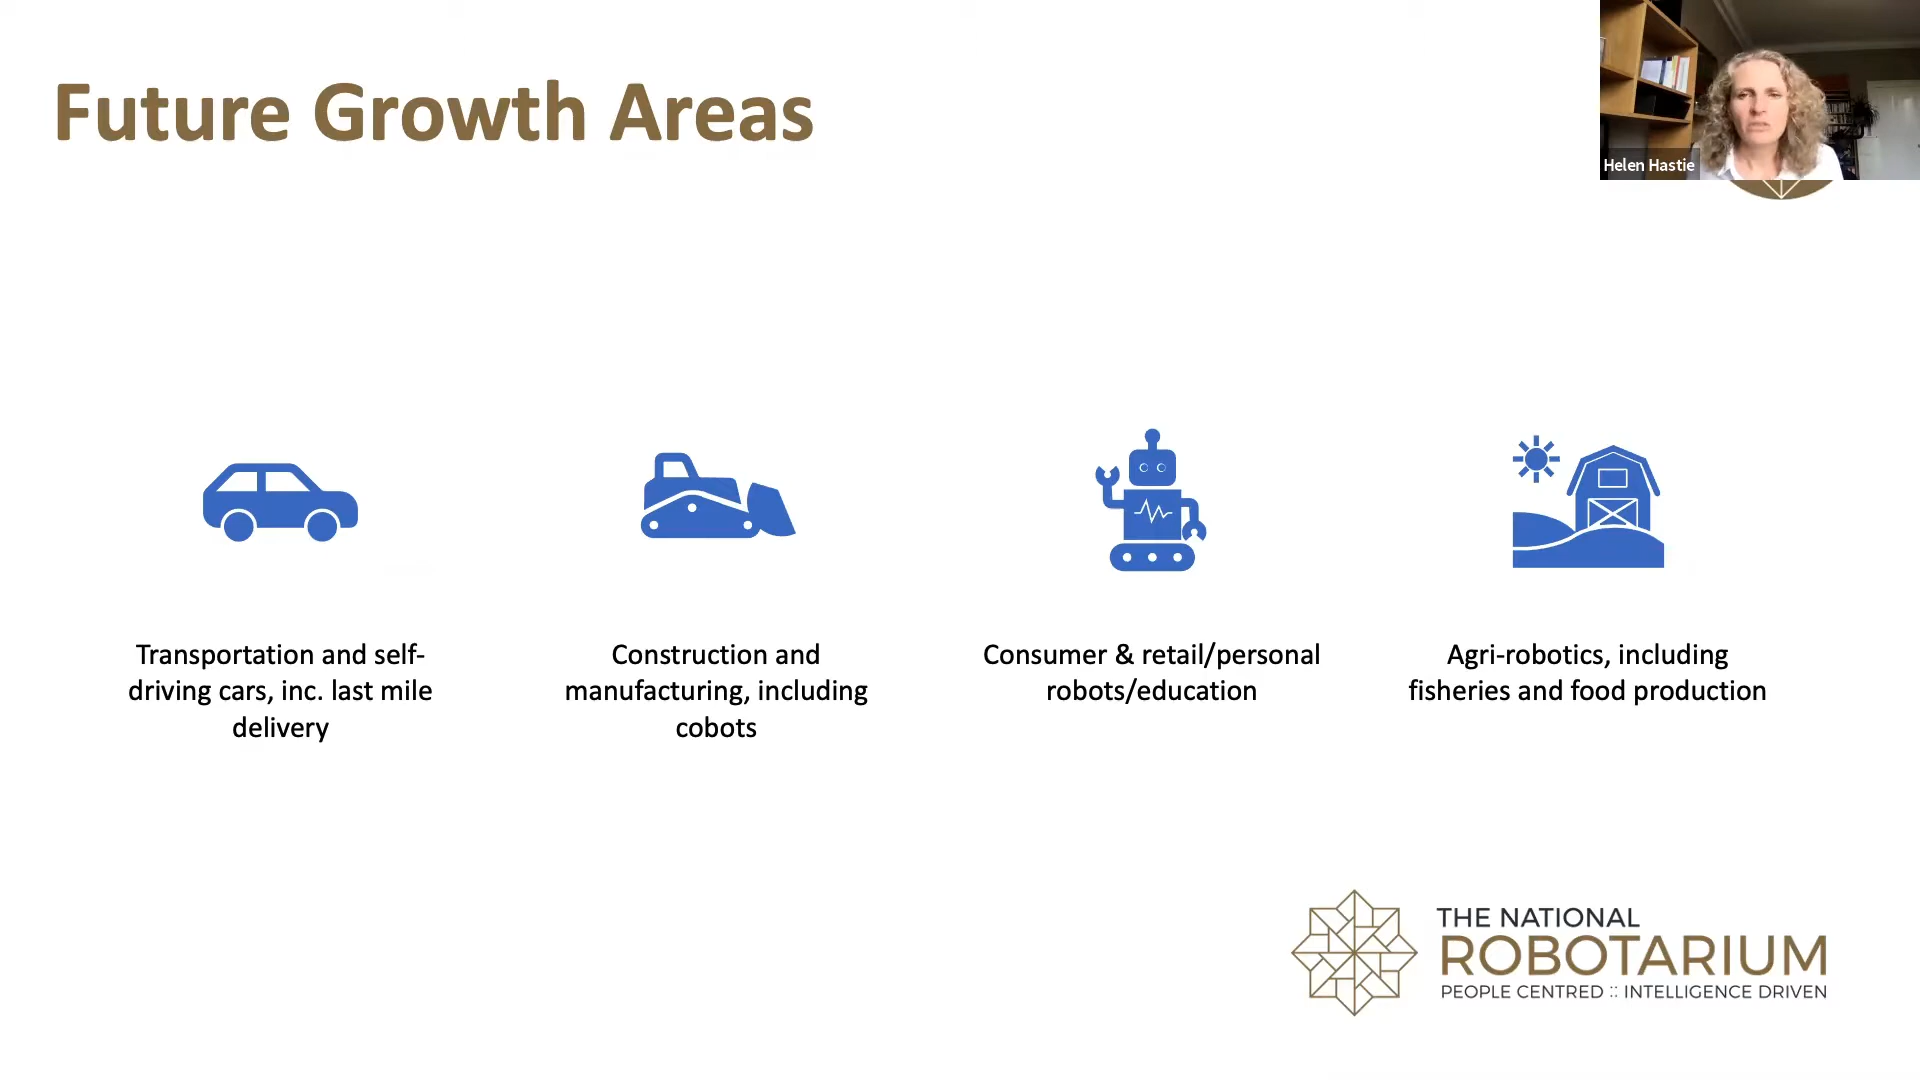 Future Growth Areas
Helen Hastie
Transportation and self-
driving cars, inc. last mile
delivery
Construction and
manufacturing, including
cobots
Consumer & retail/personal
robots/education
Agri-robotics, including
fisheries and food production
THE NATIONAL
ROBOTARIUM
PEOPLE CENTRED :: INTELLIGENCE DRIVEN